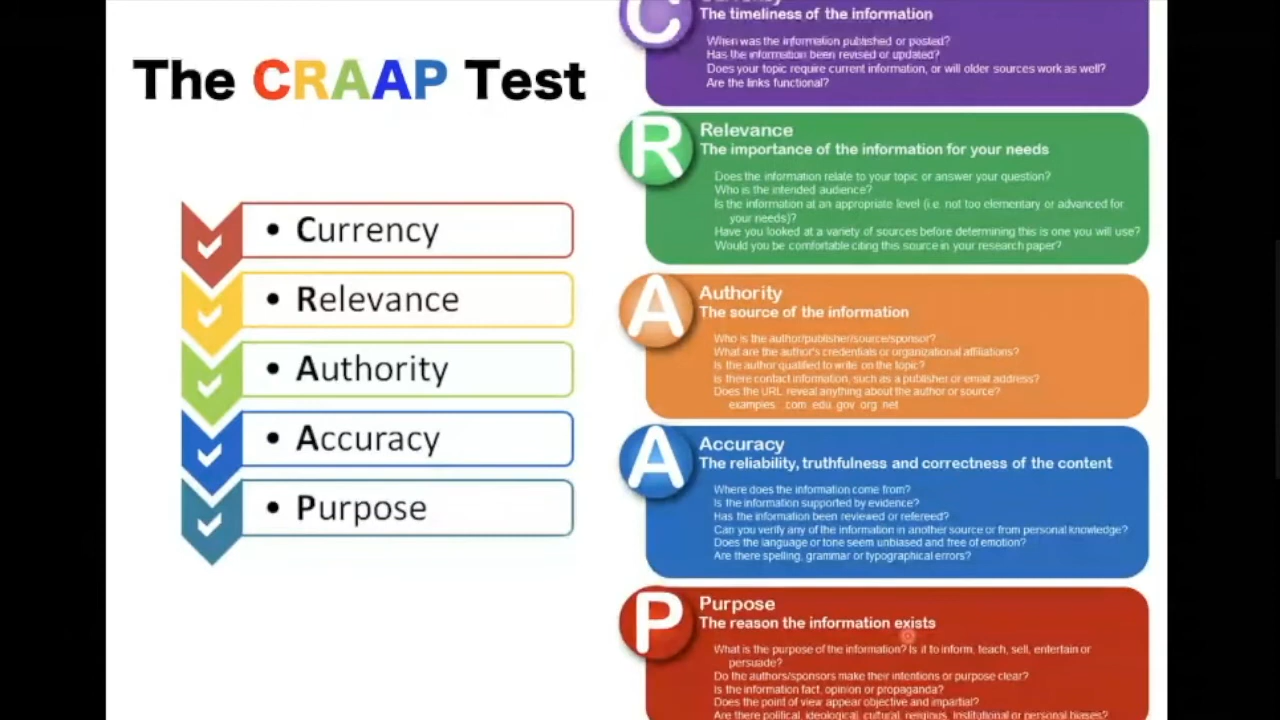 The CRAAP Test
• Currency
• Relevance
• Authority
• Accuracy
• Purpose
C
Currency
The timeliness of the information
When was the information published or posted?
Has the information been revised or updated?
Does your topic require current information, or will older sources work as well?
Are the links functional?
R
Relevance
The importance of the information for your needs
Does the information relate to your topic or answer your question?
Who is the intended audience?
Is the information at an appropriate level (i.e. not too elementary or advanced for
your needs)?
Have you looked at a variety of sources before determining this is one you will use?
Would you be comfortable citing this source in your research paper?
A
Authority
The source of the information
Who is the author/publisher/source/sponsor?
What are the author's credentials or organizational affiliations?
Is the author qualified to write on the topic?
Is there contact information, such as a publisher or email address?
Does the URL reveal anything about the author or source?
examples: .com .edu .gov .org .net
A
Accuracy
The reliability, truthfulness and correctness of the content
Where does the information come from?
Is the information supported by evidence?
Has the information been reviewed or refereed?
Can you verify any of the information in another source or from personal knowledge?
Does the language or tone seem unbiased and free of emotion?
Are there spelling, grammar or typographical errors?
P
Purpose
The reason the information exists
What is the purpose of the information? Is it to inform, teach, sell, entertain or
persuade?
Do the authors/sponsors make their intentions or purpose clear?
Is the information fact, opinion or propaganda?
Does the point of view appear objective and impartial?
Are there political, ideological, cultural, religious, institutional or personal biases?